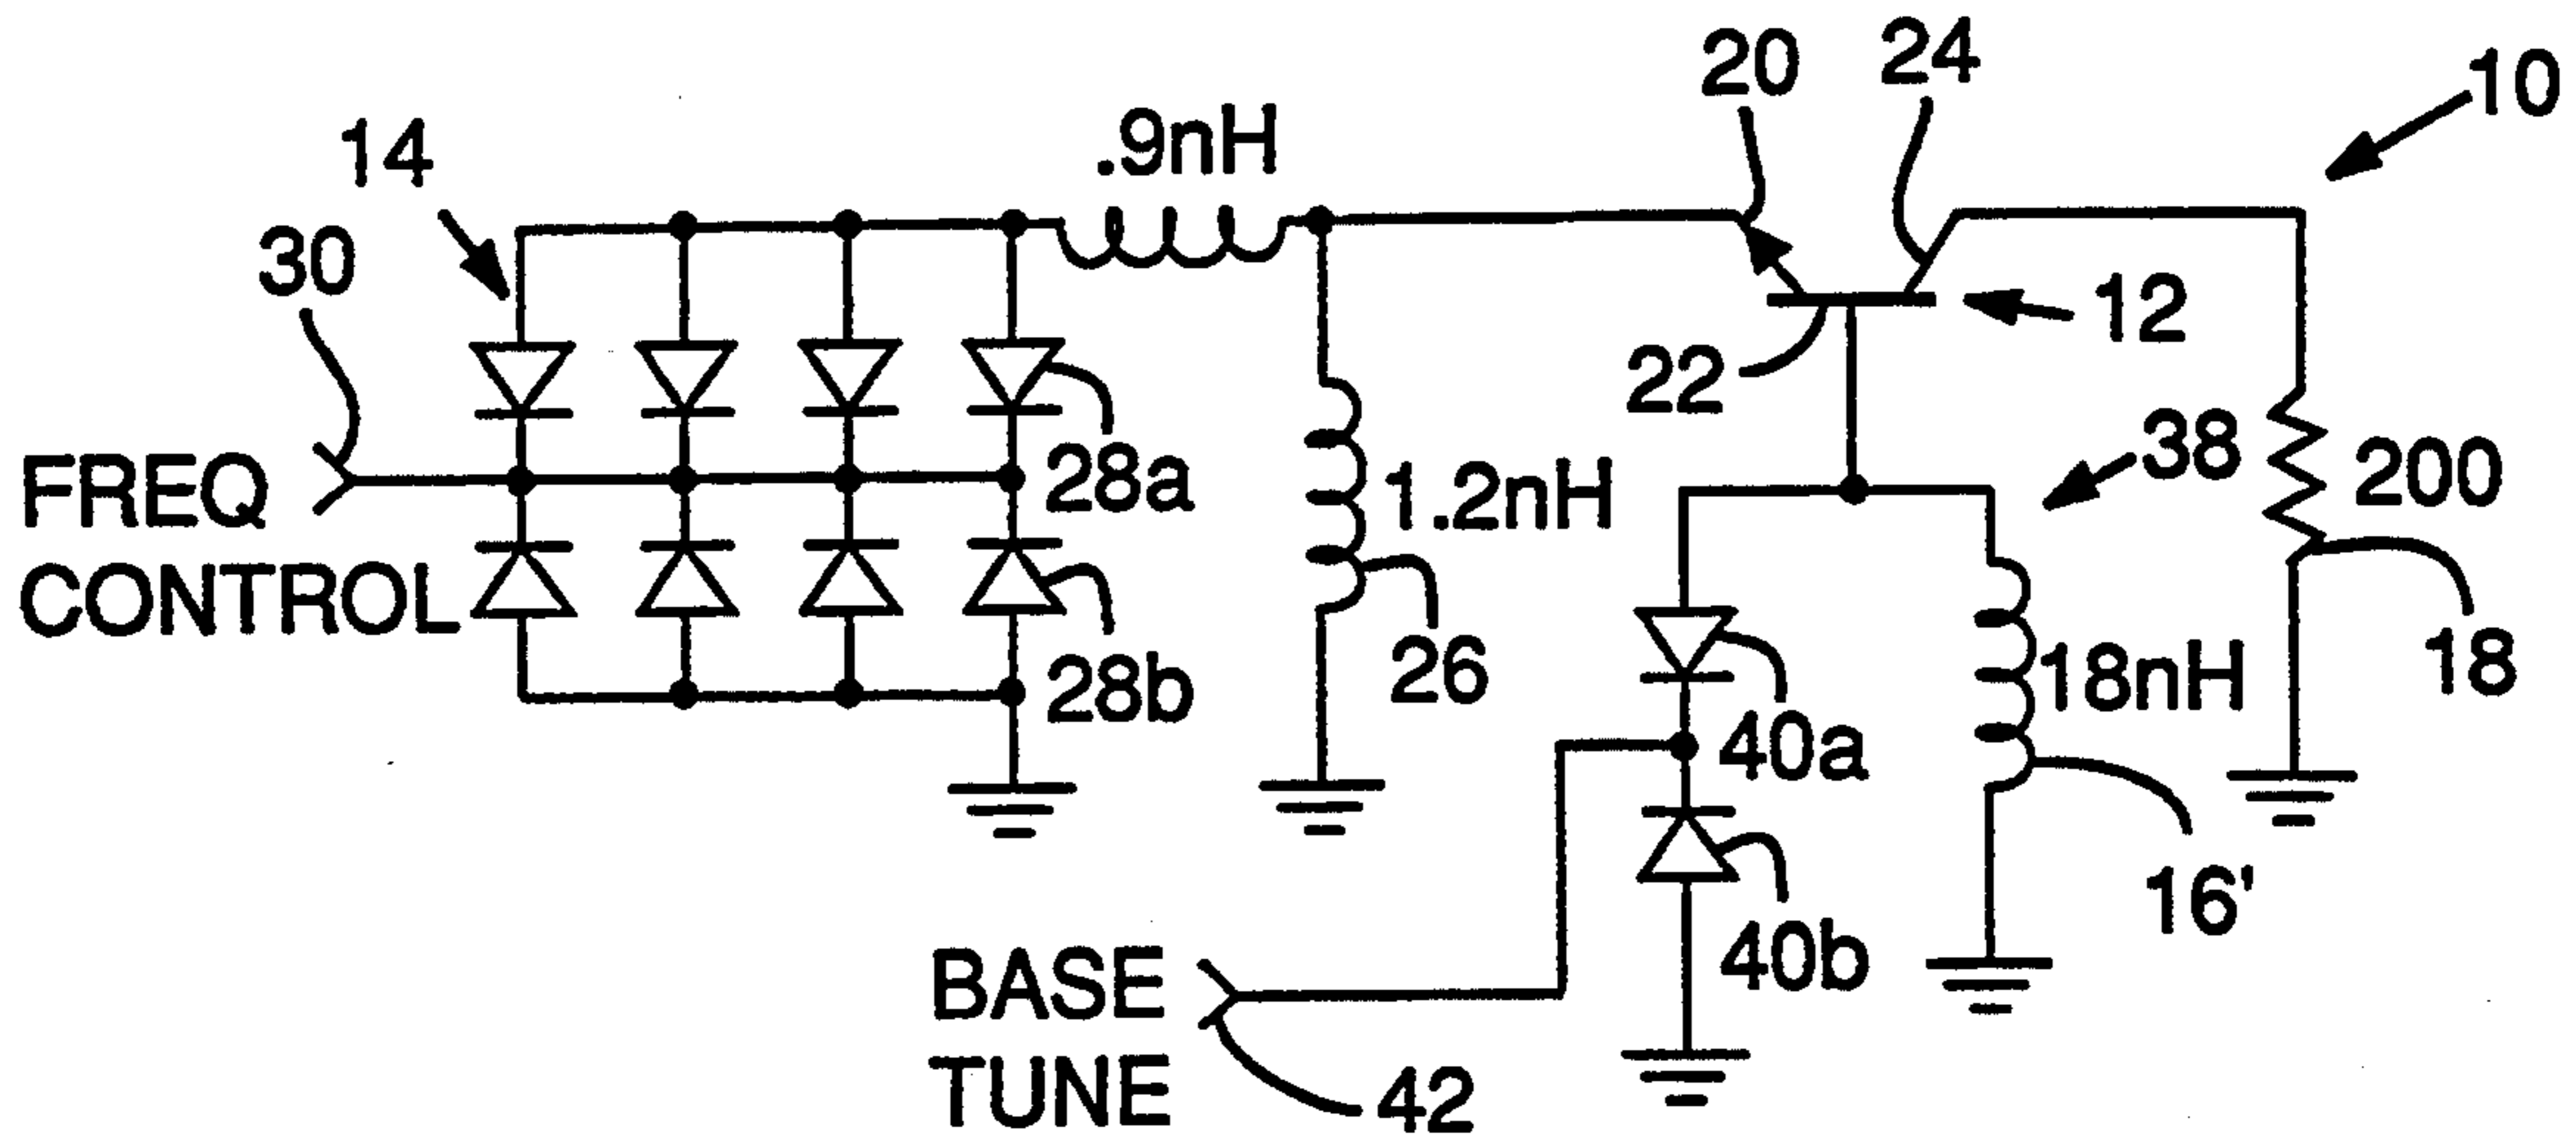 20
24
10
14
.9nH
30
12
22
38
28a
1.2nH
200
FREQ
CONTROL
26
18
28b
18nH
40a
16'
40b
BASE
TUNE
42